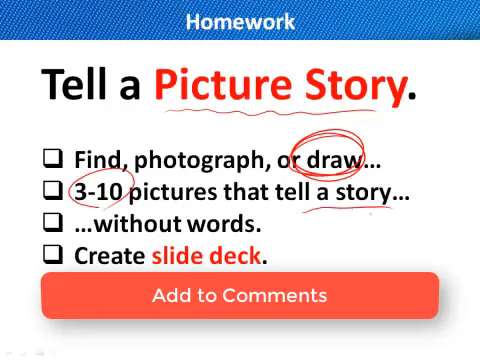 Homework
Tell a Picture Story.
Find, photograph, or draw…
3-10 pictures that tell a story…
…without words.
Create slide deck.
Add to Comments